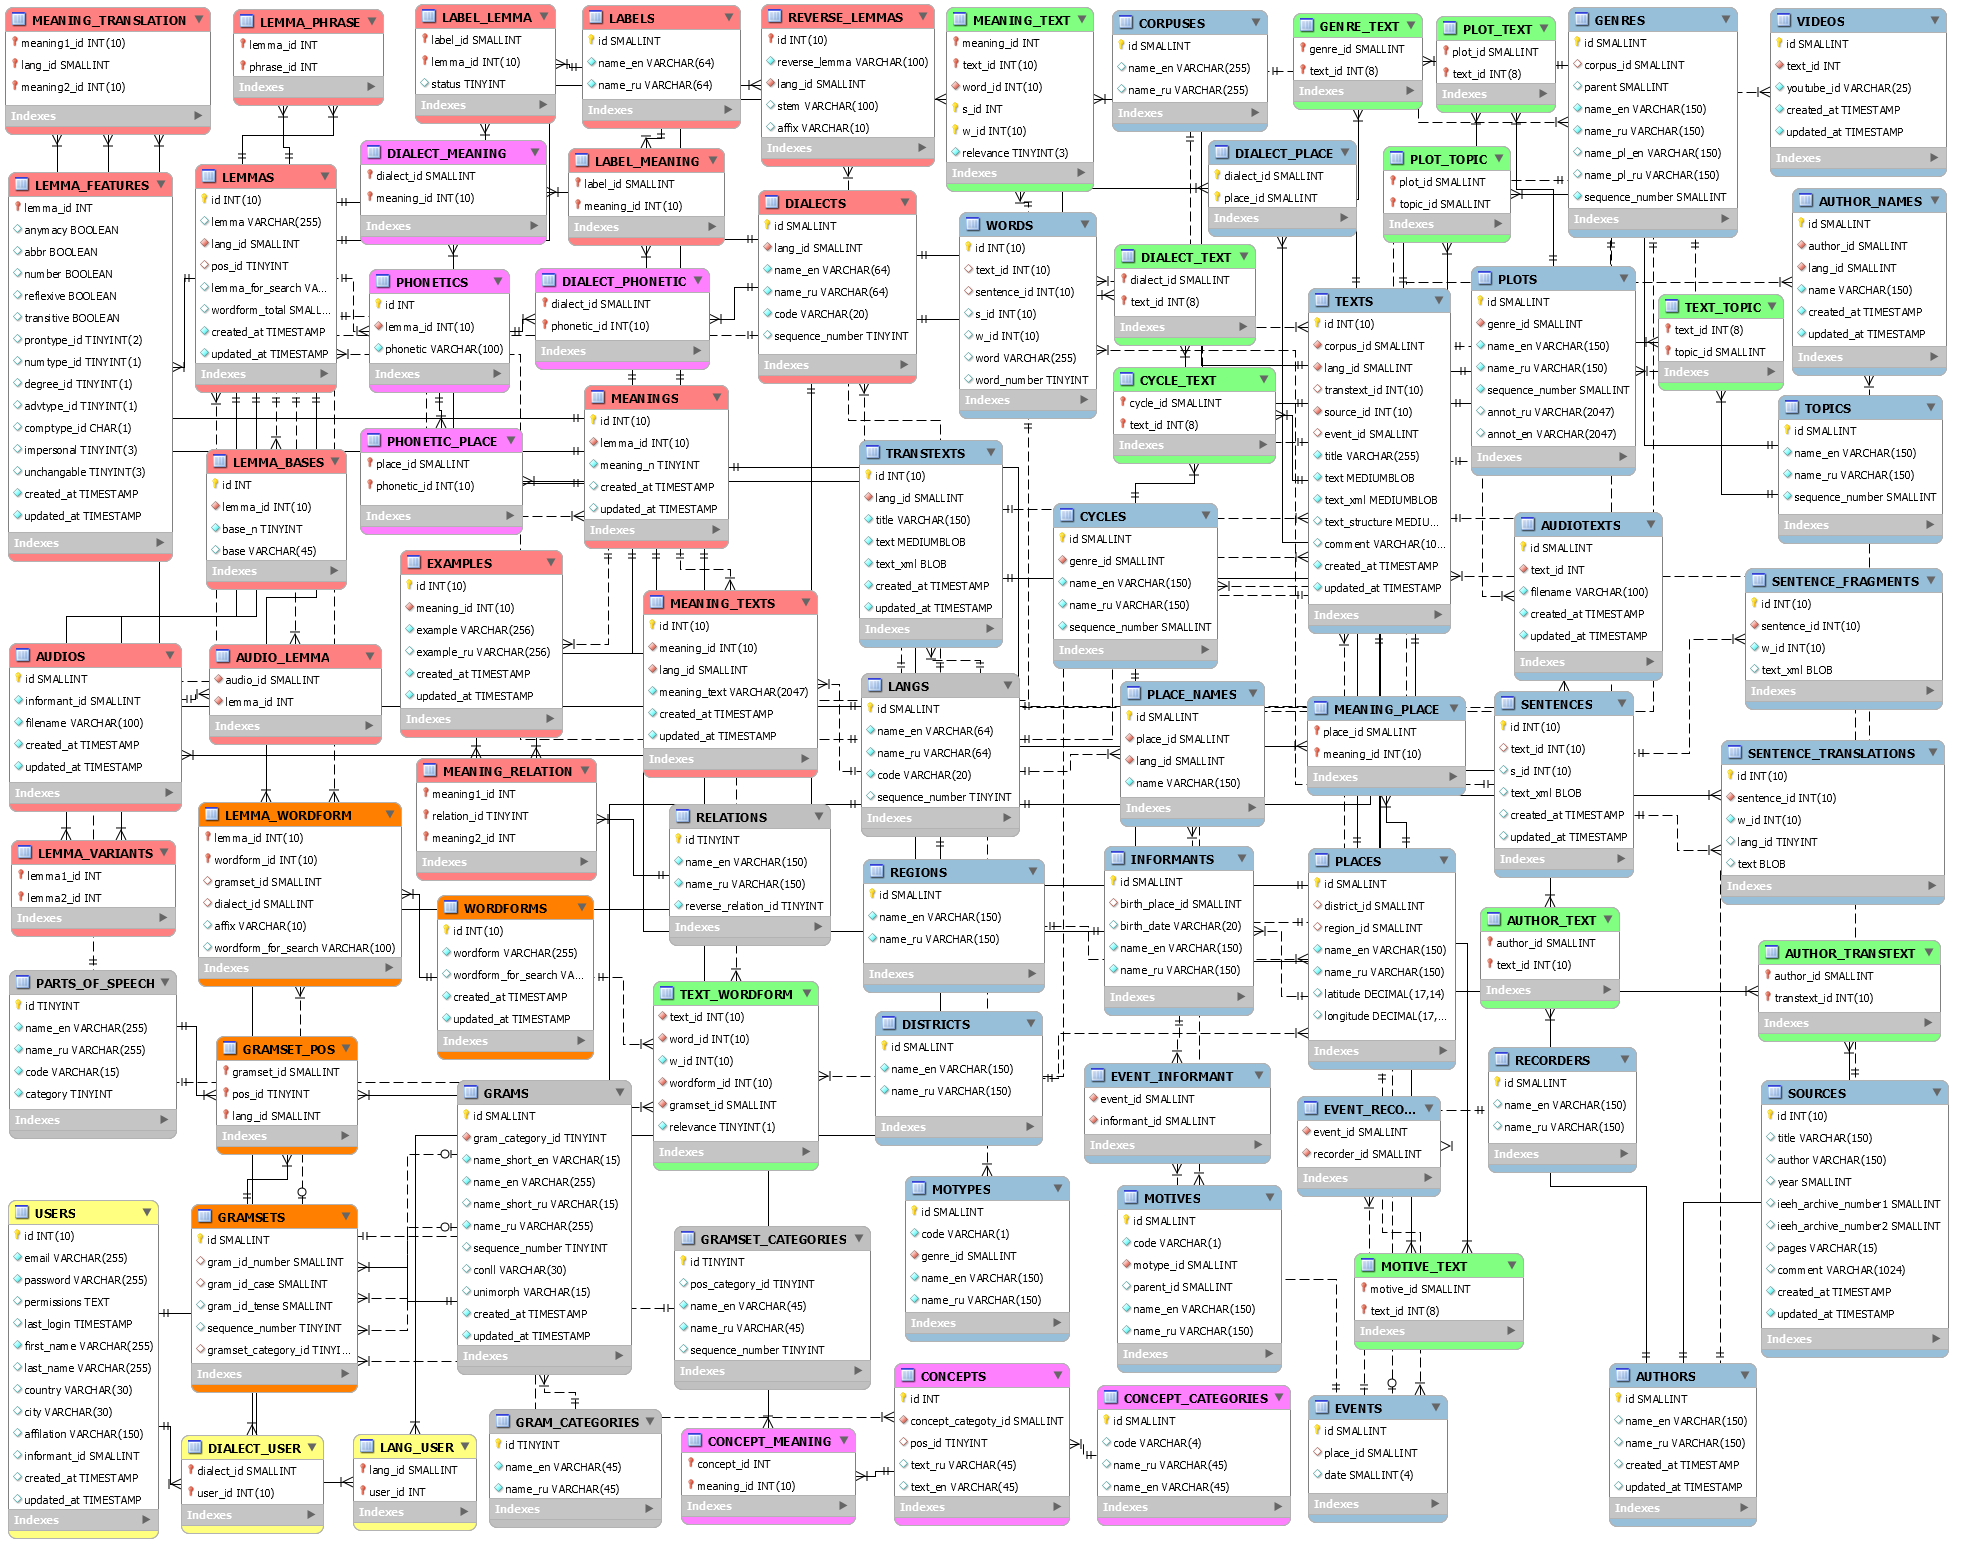 MEANING_TRANSLATION
meaning1_id INT(10)
lang_id SMALLINT
meaning2_id INT(10)
Indexes
LEMMA_PHRASE
lemma_id INT
phrase_id INT
Indexes
LABEL_LEMMA
label_id SMALLINT
lemma_id INT(10)
status TINYINT
Indexes
LABELS
id SMALLINT
name_en VARCHAR(64)
name_ru VARCHAR(64)
Indexes
REVERSE_LEMMAS
id INT(10)
reverse_lemma VARCHAR(100)
lang_id SMALLINT
stem VARCHAR(100)
affix VARCHAR(10)
Indexes
MEANING_TEXT
meaning_id INT
text_id INT(10)
word_id INT(10)
s_id INT
w_id INT(10)
relevance TINYINT(3)
Indexes
CORPUSES
id SMALLINT
name_en VARCHAR(255)
name_ru VARCHAR(255)
Indexes
GENRE_TEXT
genre_id SMALLINT
text_id INT(8)
Indexes
PLOT_TEXT
plot_id SMALLINT
text_id INT(8)
Indexes
GENRES
id SMALLINT
corpus_id SMALLINT
parent SMALLINT
name_en VARCHAR(150)
name_ru VARCHAR(150)
name_pl_en VARCHAR(150)
name_pl_ru VARCHAR(150)
sequence_number SMALLINT
Indexes
VIDEOS
id SMALLINT
text_id INT
youtube_id VARCHAR(25)
created_at TIMESTAMP
updated_at TIMESTAMP
Indexes
LEMMA_FEATURES
lemma_id INT
anymacy BOOLEAN
abbr BOOLEAN
number BOOLEAN
reflexive BOOLEAN
transitive BOOLEAN
prontype_id TINYINT(2)
numtype_id TINYINT(1)
degree_id TINYINT(1)
advtype_id TINYINT(1)
comptype_id CHAR(1)
impersonal TINYINT(3)
unchangable TINYINT(3)
created_at TIMESTAMP
updated_at TIMESTAMP
Indexes
LEMMAS
id INT(10)
lemma VARCHAR(255)
lang_id SMALLINT
pos_id TINYINT
lemma_for_search VA...
wordform_total SMALL...
created_at TIMESTAMP
updated_at TIMESTAMP
Indexes
DIALECT_MEANING
dialect_id SMALLINT
meaning_id INT(10)
Indexes
LABEL_MEANING
label_id SMALLINT
meaning_id INT(10)
Indexes
DIALECTS
id SMALLINT
lang_id SMALLINT
name_en VARCHAR(64)
name_ru VARCHAR(64)
code VARCHAR(20)
sequence_number TINYINT
Indexes
WORDS
id INT(10)
text_id INT(10)
sentence_id INT(10)
s_id INT(10)
w_id INT(10)
word VARCHAR(255)
word_number TINYINT
Indexes
DIALECT_PLACE
dialect_id SMALLINT
place_id SMALLINT
Indexes
PLOT_TOPIC
plot_id SMALLINT
topic_id SMALLINT
Indexes
AUTHOR_NAMES
id SMALLINT
author_id SMALLINT
lang_id SMALLINT
name VARCHAR(150)
created_at TIMESTAMP
updated_at TIMESTAMP
Indexes
PHONETICS
id INT
lemma_id INT(10)
phonetic VARCHAR(100)
Indexes
DIALECT_PHONETIC
dialect_id SMALLINT
phonetic_id INT(10)
Indexes
DIALECT_TEXT
dialect_id SMALLINT
text_id INT(8)
Indexes
TEXTS
id INT(10)
corpus_id SMALLINT
lang_id SMALLINT
transtext_id INT(10)
source_id INT(10)
event_id SMALLINT
title VARCHAR(255)
text MEDIUMBLOB
text_xml MEDIUMBLOB
text_structure MEDIU...
comment VARCHAR(10...
created_at TIMESTAMP
updated_at TIMESTAMP
Indexes
PLOTS
id SMALLINT
genre_id SMALLINT
name_en VARCHAR(150)
name_ru VARCHAR(150)
sequence_number SMALLINT
annot_ru VARCHAR(2047)
annot_en VARCHAR(2047)
Indexes
TEXT_TOPIC
text_id INT(8)
topic_id SMALLINT
Indexes
CYCLE_TEXT
cycle_id SMALLINT
text_id INT(8)
Indexes
MEANINGS
id INT(10)
lemma_id INT(10)
meaning_n TINYINT
created_at TIMESTAMP
updated_at TIMESTAMP
Indexes
TOPICS
id SMALLINT
name_en VARCHAR(150)
name_ru VARCHAR(150)
sequence_number SMALLINT
Indexes
LEMMA_BASES
id INT
lemma_id INT(10)
base_n TINYINT
base VARCHAR(45)
Indexes
PHONETIC_PLACE
place_id SMALLINT
phonetic_id INT(10)
Indexes
TRANSTEXTS
id INT(10)
lang_id SMALLINT
title VARCHAR(150)
text MEDIUMBLOB
text_xml BLOB
created_at TIMESTAMP
updated_at TIMESTAMP
Indexes
CYCLES
id SMALLINT
genre_id SMALLINT
name_en VARCHAR(150)
name_ru VARCHAR(150)
sequence_number SMALLINT
Indexes
AUDIOTEXTS
id SMALLINT
text_id INT
filename VARCHAR(100)
created_at TIMESTAMP
updated_at TIMESTAMP
Indexes
EXAMPLES
id INT(10)
meaning_id INT(10)
example VARCHAR(256)
example_ru VARCHAR(256)
created_at TIMESTAMP
updated_at TIMESTAMP
Indexes
MEANING_TEXTS
id INT(10)
meaning_id INT(10)
lang_id SMALLINT
meaning_text VARCHAR(2047)
created_at TIMESTAMP
updated_at TIMESTAMP
Indexes
SENTENCE_FRAGMENTS
id INT(10)
sentence_id INT(10)
w_id INT(10)
text_xml BLOB
Indexes
AUDIOS
id SMALLINT
informant_id SMALLINT
filename VARCHAR(100)
created_at TIMESTAMP
updated_at TIMESTAMP
Indexes
AUDIO_LEMMA
audio_id SMALLINT
lemma_id INT
Indexes
LANGS
id SMALLINT
name_en VARCHAR(64)
name_ru VARCHAR(64)
code VARCHAR(20)
sequence_number TINYINT
Indexes
PLACE_NAMES
id SMALLINT
place_id SMALLINT
lang_id SMALLINT
name VARCHAR(150)
Indexes
MEANING_PLACE
place_id SMALLINT
meaning_id INT(10)
Indexes
SENTENCES
id INT(10)
text_id INT(10)
s_id INT(10)
text_xml BLOB
created_at TIMESTAMP
updated_at TIMESTAMP
Indexes
SENTENCE_TRANSLATIONS
id INT(10)
sentence_id INT(10)
w_id INT(10)
lang_id TINYINT
text BLOB
Indexes
MEANING_RELATION
meaning1_id INT
relation_id TINYINT
meaning2_id INT
Indexes
LEMMA_WORDFORM
lemma_id INT(10)
wordform_id INT(10)
gramset_id SMALLINT
dialect_id SMALLINT
affix VARCHAR(10)
wordform_for_search VARCHAR(100)
Indexes
RELATIONS
id TINYINT
name_en VARCHAR(150)
name_ru VARCHAR(150)
reverse_relation_id TINYINT
Indexes
LEMMA_VARIANTS
lemma1_id INT
lemma2_id INT
Indexes
REGIONS
id SMALLINT
name_en VARCHAR(150)
name_ru VARCHAR(150)
Indexes
INFORMANTS
id SMALLINT
birth_place_id SMALLINT
birth_date VARCHAR(20)
name_en VARCHAR(150)
name_ru VARCHAR(150)
Indexes
PLACES
id SMALLINT
district_id SMALLINT
region_id SMALLINT
name_en VARCHAR(150)
name_ru VARCHAR(150)
latitude DECIMAL(17,14)
longitude DECIMAL(17,...
Indexes
WORDFORMS
id INT(10)
wordform VARCHAR(255)
wordform_for_search VA...
created_at TIMESTAMP
updated_at TIMESTAMP
Indexes
AUTHOR_TEXT
author_id SMALLINT
text_id INT(10)
Indexes
AUTHOR_TRANSTEXT
author_id SMALLINT
transtext_id INT(10)
Indexes
PARTS_OF_SPEECH
id TINYINT
name_en VARCHAR(255)
name_ru VARCHAR(255)
code VARCHAR(15)
category TINYINT
Indexes
TEXT_WORDFORM
text_id INT(10)
word_id INT(10)
w_id INT(10)
wordform_id INT(10)
gramset_id SMALLINT
relevance TINYINT(1)
Indexes
DISTRICTS
id SMALLINT
name_en VARCHAR(150)
name_ru VARCHAR(150)
Indexes
GRAMSET_POS
gramset_id SMALLINT
pos_id TINYINT
lang_id SMALLINT
Indexes
RECORDERS
id SMALLINT
name_en VARCHAR(150)
name_ru VARCHAR(150)
Indexes
EVENT_INFORMANT
event_id SMALLINT
informant_id SMALLINT
Indexes
GRAMS
id SMALLINT
gram_category_id TINYINT
name_short_en VARCHAR(15)
name_en VARCHAR(255)
name_short_ru VARCHAR(15)
name_ru VARCHAR(255)
sequence_number TINYINT
conll VARCHAR(30)
unimorph VARCHAR(15)
created_at TIMESTAMP
updated_at TIMESTAMP
Indexes
EVENT_RECO...
event_id SMALLINT
recorder_id SMALLINT
Indexes
SOURCES
id INT(10)
title VARCHAR(150)
author VARCHAR(150)
year SMALLINT
ieeh_archive_number1 SMALLINT
ieeh_archive_number2 SMALLINT
pages VARCHAR(15)
comment VARCHAR(1024)
created_at TIMESTAMP
updated_at TIMESTAMP
Indexes
MOTYPES
id SMALLINT
code VARCHAR(1)
genre_id SMALLINT
name_en VARCHAR(150)
name_ru VARCHAR(150)
Indexes
MOTIVES
id SMALLINT
code VARCHAR(1)
motype_id SMALLINT
parent_id SMALLINT
name_en VARCHAR(150)
name_ru VARCHAR(150)
Indexes
USERS
id INT(10)
email VARCHAR(255)
password VARCHAR(255)
permissions TEXT
last_login TIMESTAMP
first_name VARCHAR(255)
last_name VARCHAR(255)
country VARCHAR(30)
city VARCHAR(30)
affilation VARCHAR(150)
informant_id SMALLINT
created_at TIMESTAMP
updated_at TIMESTAMP
Indexes
GRAMSETS
id SMALLINT
gram_id_number SMALLINT
gram_id_case SMALLINT
gram_id_tense SMALLINT
sequence_number TINYINT
gramset_category_id TINYI...
Indexes
GRAMSET_CATEGORIES
id TINYINT
pos_category_id TINYINT
name_en VARCHAR(45)
name_ru VARCHAR(45)
sequence_number TINYINT
Indexes
MOTIVE_TEXT
motive_id SMALLINT
text_id INT(8)
Indexes
CONCEPTS
id INT
concept_categoty_id SMALLINT
pos_id TINYINT
text_ru VARCHAR(45)
text_en VARCHAR(45)
Indexes
AUTHORS
id SMALLINT
name_en VARCHAR(150)
name_ru VARCHAR(150)
created_at TIMESTAMP
updated_at TIMESTAMP
Indexes
CONCEPT_CATEGORIES
id SMALLINT
code VARCHAR(4)
name_ru VARCHAR(45)
name_en VARCHAR(45)
Indexes
EVENTS
id SMALLINT
place_id SMALLINT
date SMALLINT(4)
Indexes
GRAM_CATEGORIES
id TINYINT
name_en VARCHAR(45)
name_ru VARCHAR(45)
Indexes
CONCEPT_MEANING
concept_id INT
meaning_id INT(10)
Indexes
DIALECT_USER
dialect_id SMALLINT
user_id INT(10)
Indexes
LANG_USER
lang_id SMALLINT
user_id INT
Indexes